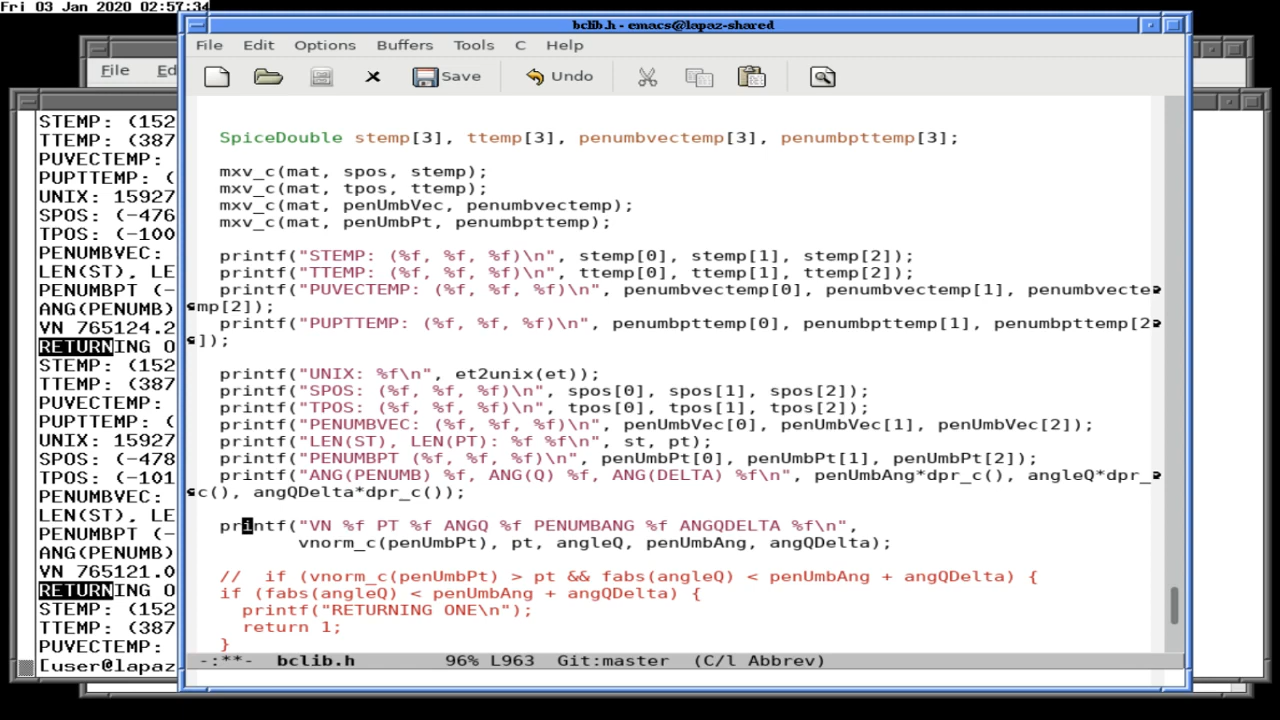 Fri 03 Jan 2020 02:57:34
bclib.h - emacs@lapaz-shared
File Edit Options Buffers Tools C Help
File Ed
Save Undo
SpiceDouble stemp[3], ttemp[3], penumbvectemp[3], penumbpttemp[3];
mxv_c(mat, spos, stemp);
mxv_c(mat, tpos, ttemp);
mxv_c(mat, penUmbVec, penumbvectemp);
mxv_c(mat, penUmbPt, penumbpttemp);
printf("STEMP: (%f, %f, %f)\n", stemp[0], stemp[1], stemp[2]);
printf("TTEMP: (%f, %f, %f)\n", ttemp[0], ttemp[1], ttemp[2]);
printf("PUVECTEMP: (%f, %f, %f)\n", penumbvectemp[0], penumbvectemp[1], penumbvecte
mp[2]);
printf("PUPTTEMP: (%f, %f, %f)\n", penumbpttemp[0], penumbpttemp[1], penumbpttemp[2
]);
printf("UNIX: %f\n", et2unix(et));
printf("SPOS: (%f, %f, %f)\n", spos[0], spos[1], spos[2]);
printf("TPOS: (%f, %f, %f)\n", tpos[0], tpos[1], tpos[2]);
printf("PENUMBVEC: (%f, %f, %f)\n", penUmbVec[0], penUmbVec[1], penUmbVec[2]);
printf("LEN(ST), LEN(PT): %f %f\n", st, pt);
printf("PENUMBPT (%f, %f, %f)\n", penUmbPt[0], penUmbPt[1], penUmbPt[2]);
printf("ANG(PENUMB) %f, ANG(Q) %f, ANG(DELTA) %f\n", penUmbAng*dpr_c(), angleQ*dpr_
c(), angQDelta*dpr_c());
printf("VN %f PT %f ANGQ %f PENUMBANG %f ANGQDELTA %f\n",
vnorm_c(penUmbPt), pt, angleQ, penUmbAng, angQDelta);
// if (vnorm_c(penUmbPt) > pt && fabs(angleQ) < penUmbAng + angQDelta) {
if (fabs(angleQ) < penUmbAng + angQDelta) {
printf("RETURNING ONE\n");
return 1;
}
-:**- bclib.h 96% L963 Git:master (C/l Abbrev)
STEMP: (152
TTEMP: (387
PUVECTEMP:
PUPTTEMP: (
UNIX: 15927
SPOS: (-476
TPOS: (-100
PENUMBVEC:
LEN(ST), LE
PENUMBPT (-
ANG(PENUMB)
VN 765124.2
RETURNING O
STEMP: (152
TTEMP: (387
PUVECTEMP:
PUPTTEMP: (
UNIX: 15927
SPOS: (-478
TPOS: (-101
PENUMBVEC:
LEN(ST), LE
PENUMBPT (-
ANG(PENUMB)
VN 765121.0
RETURNING O
STEMP: (152
TTEMP: (387
PUVECTEMP:
[user@lapaz